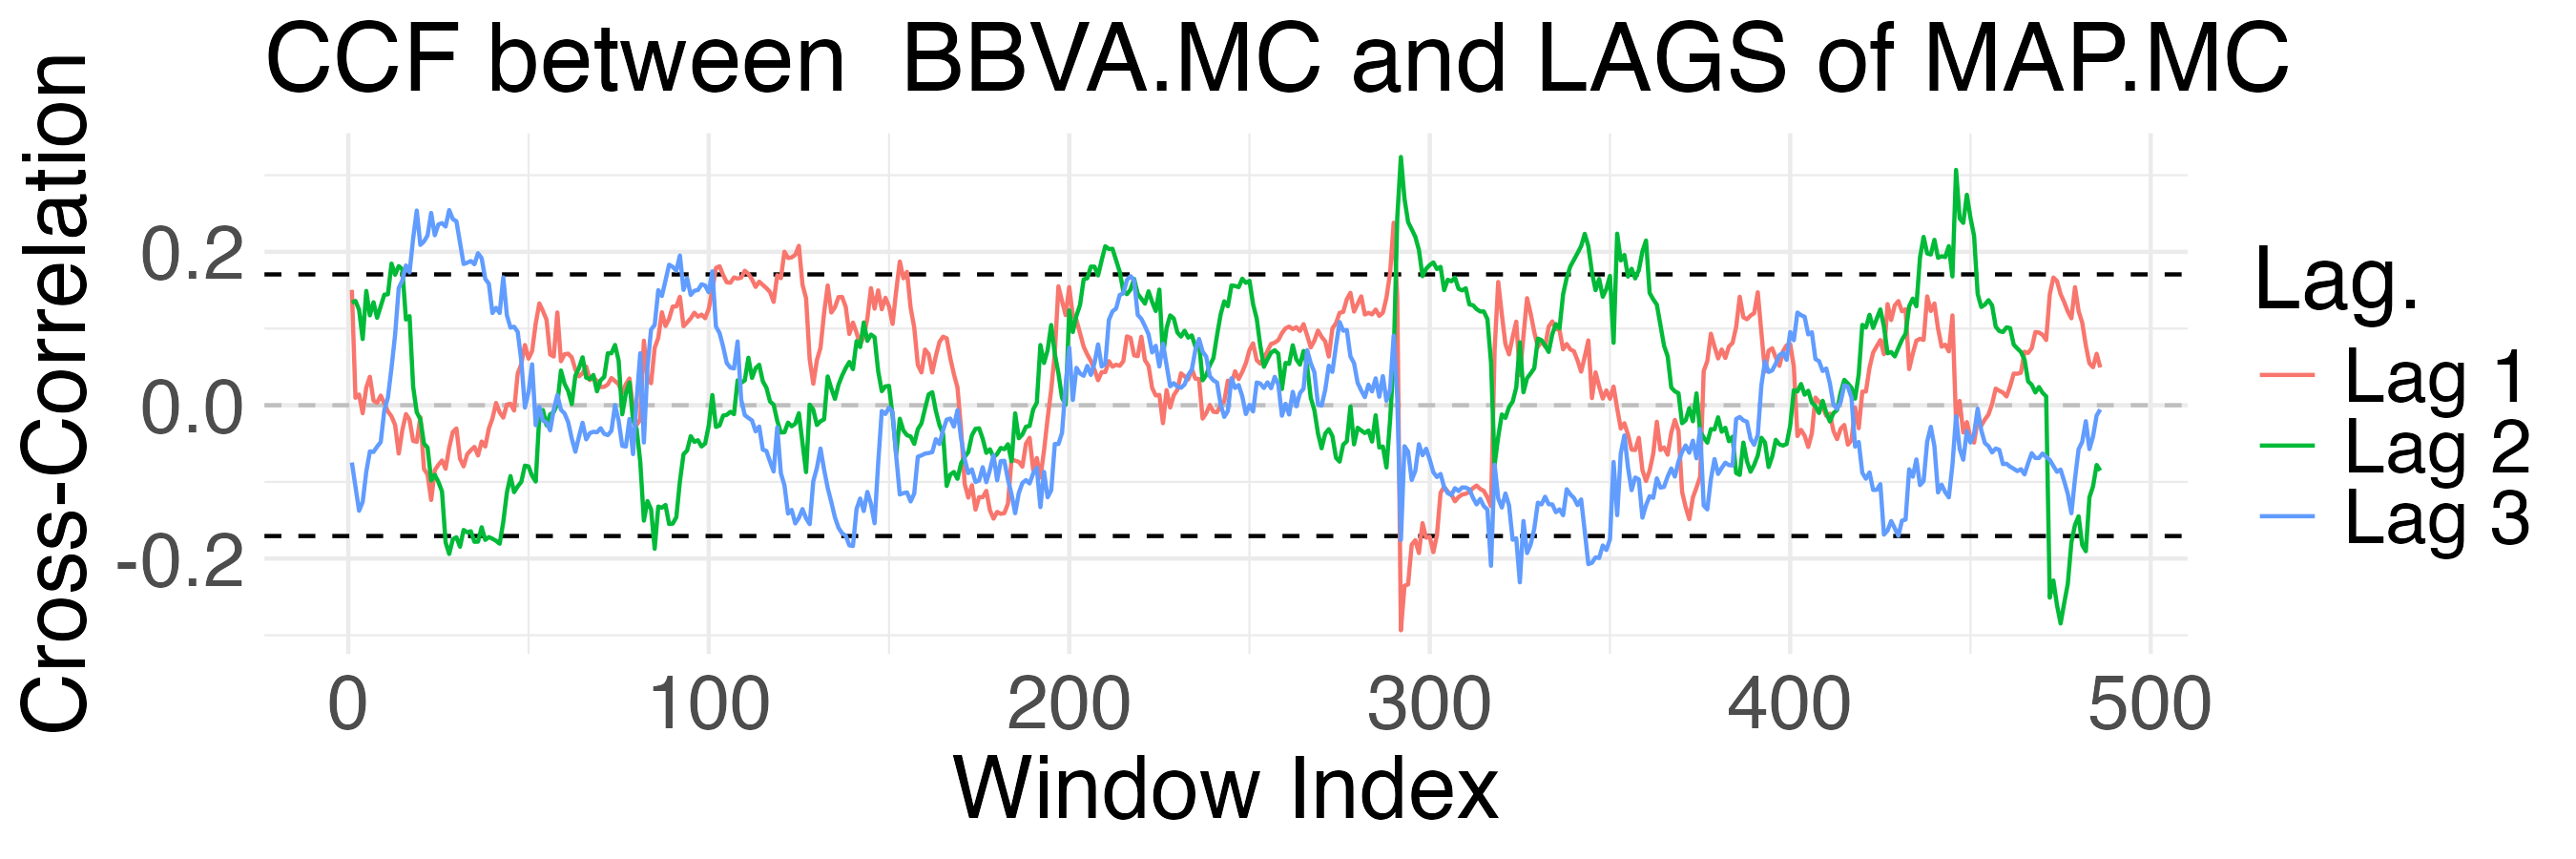 CCF between  BBVA.MC and LAGS of MAP.MC
Cross-Correlation
0.2
0.0
-0.2
0 100 200 300 400 500
Window Index
Lag.
Lag 1
Lag 2
Lag 3